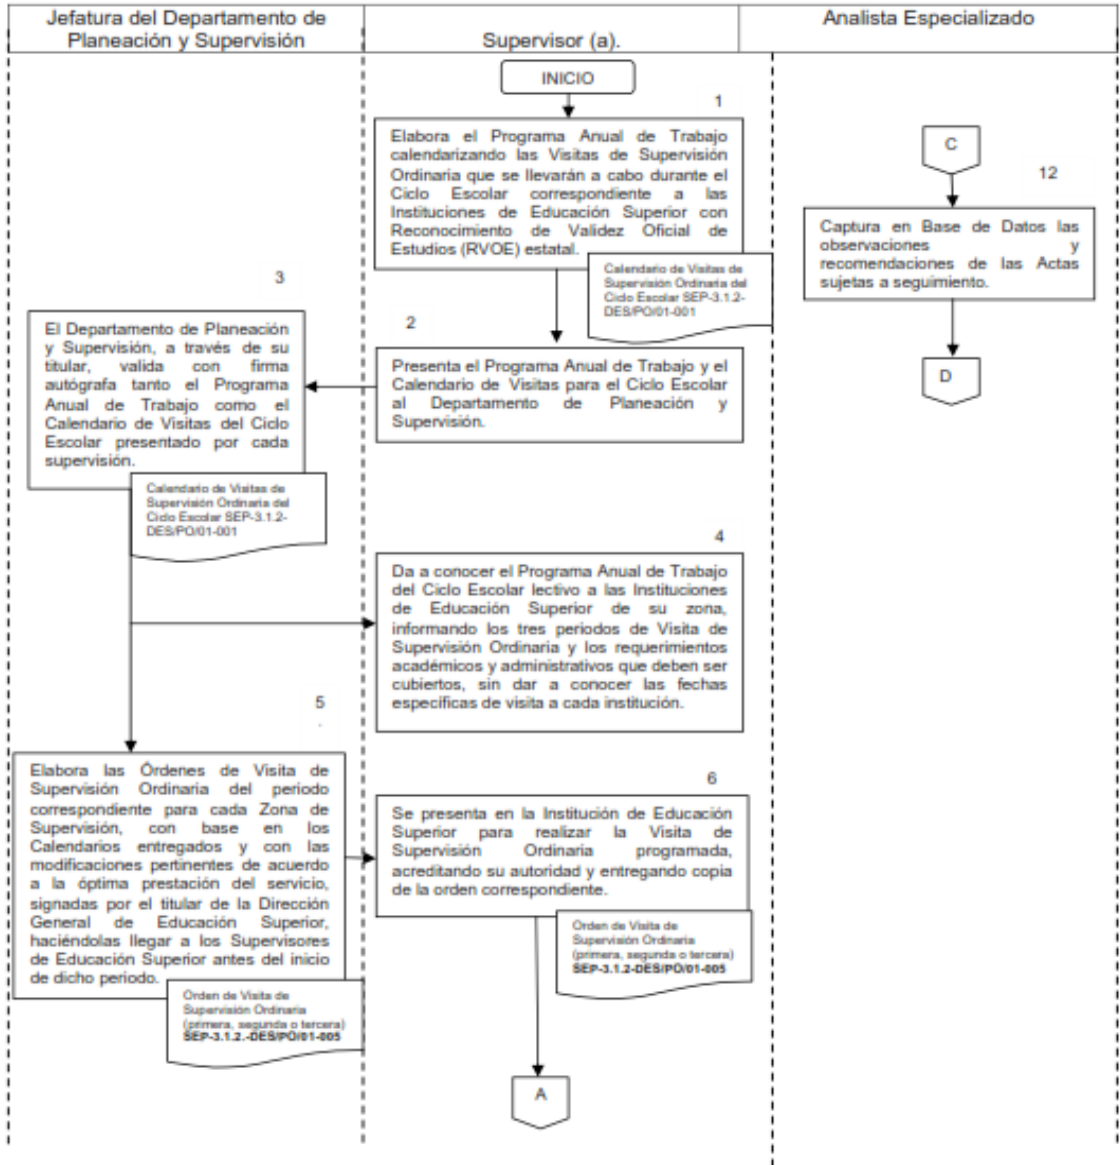 Jefatura del Departamento de
Planeación y Supervisión
Supervisor (a).
Analista Especializado
INICIO
1
Elabora el Programa Anual de Trabajo
calendarizando las Visitas de Supervisión
Ordinaria que se llevarán a cabo durante el
Ciclo Escolar correspondiente a las
Instituciones de Educación Superior con
Reconocimiento de Validez Oficial de
Estudios (RVOE) estatal.
Calendario de Visitas de
Supervisión Ordinaria del
Ciclo Escolar SEP-3.1.2-
DES/PO/01-001
2
Presenta el Programa Anual de Trabajo y el
Calendario de Visitas para el Ciclo Escolar
al Departamento de Planeación y
Supervisión.
3
El Departamento de Planeación
y Supervisión, a través de su
titular, valida con firma
autógrafa tanto el Programa
Anual de Trabajo como el
Calendario de Visitas del Ciclo
Escolar presentado por cada
supervisión.
Calendario de Visitas de
Supervisión Ordinaria del
Ciclo Escolar SEP-3.1.2-
DES/PO/01-001
4
Da a conocer el Programa Anual de Trabajo
del Ciclo Escolar lectivo a las Instituciones
de Educación Superior de su zona,
informando los tres periodos de Visita de
Supervisión Ordinaria y los requerimientos
académicos y administrativos que deben ser
cubiertos, sin dar a conocer las fechas
específicas de visita a cada institución.
5
.
Elabora las Órdenes de Visita de
Supervisión Ordinaria del periodo
correspondiente para cada Zona de
Supervisión, con base en los
Calendarios entregados y con las
modificaciones pertinentes de acuerdo
a la óptima prestación del servicio,
signadas por el titular de la Dirección
General de Educación Superior,
haciéndolas llegar a los Supervisores
de Educación Superior antes del inicio
de dicho periodo.
Orden de Visita de
Supervisión Ordinaria
(primera, segunda o tercera)
SEP-3.1.2.-DES/PO/01-005
6
Se presenta en la Institución de Educación
Superior para realizar la Visita de
Supervisión Ordinaria programada,
acreditando su autoridad y entregando copia
de la orden correspondiente.
Orden de Visita de
Supervisión Ordinaria
(primera, segunda o tercera)
SEP-3.1.2-DES/PO/01-005
A
C
12
Captura en Base de Datos las
observaciones y
recomendaciones de las Actas
sujetas a seguimiento.
D